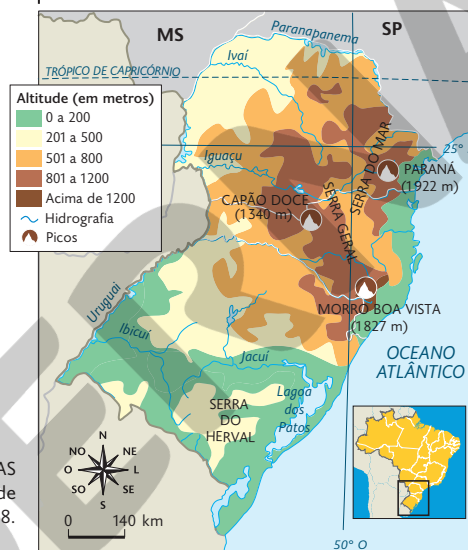 MS
SP
Paranapanema
Ivaí
TRÓPICO DE CAPRICÓRNIO
Altitude (em metros)
0 a 200
201 a 500
501 a 800
801 a 1200
Acima de 1200
Hidrografia
Picos
25°
Iguaçu
SERRA DO MAR
PARANÁ
(1922 m)
CAPÃO DOCE
(1340 m)
SERRA GERAL
MORRO BOA VISTA
(1827 m)
Uruguai
Ibicuí
Jacuí
OCEANO
ATLÂNTICO
Lagoa
dos
Patos
SERRA
DO
HERVAL
N
NO
NE
O
L
SO
SE
S
0 140 km
50° O
AS
de
8.